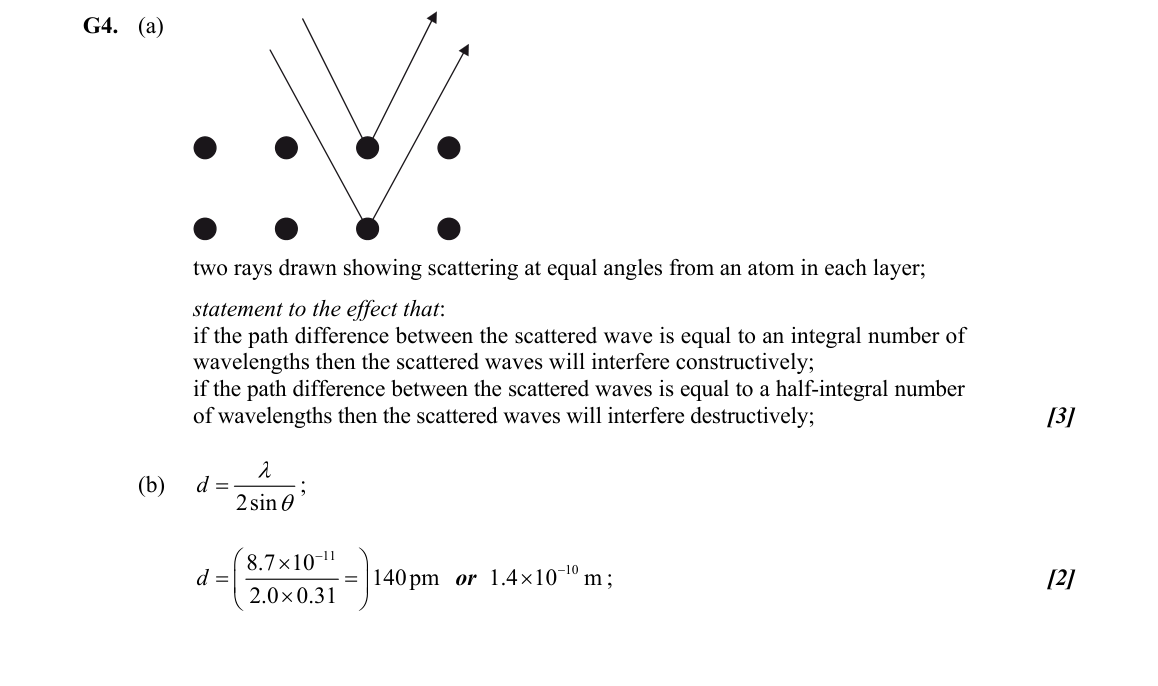 G4. (a)
two rays drawn showing scattering at equal angles from an atom in each layer;
statement to the effect that:
if the path difference between the scattered wave is equal to an integral number of
wavelengths then the scattered waves will interfere constructively;
if the path difference between the scattered waves is equal to a half-integral number
of wavelengths then the scattered waves will interfere destructively; [3]
(b) d = λ / (2 sin θ) ;
d = ( (8.7×10⁻¹¹) / (2.0×0.31) = ) 140 pm or 1.4×10⁻¹⁰ m ; [2]